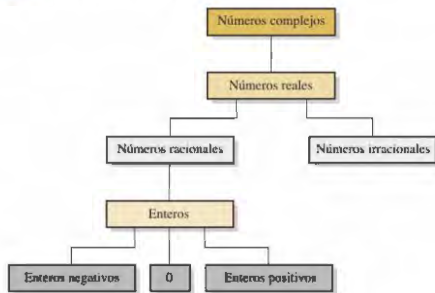 Números complejos
Números reales
Números racionales
Números irracionales
Enteros
Enteros negativos
0
Enteros positivos